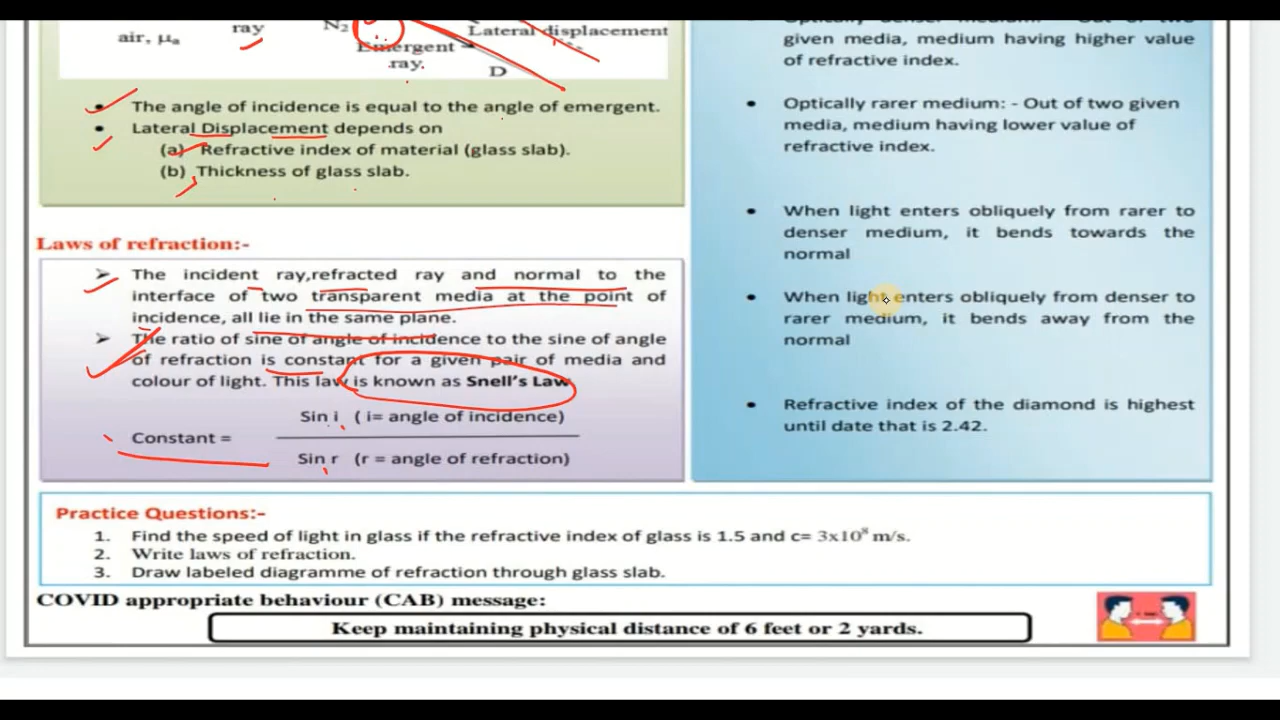 air, μa
ray
N2
Emergent
ray.
Lateral displacement
D
• The angle of incidence is equal to the angle of emergent.
• Lateral Displacement depends on
(a) Refractive index of material (glass slab).
(b) Thickness of glass slab.
Laws of refraction:-
➢ The incident ray,refracted ray and normal to the
interface of two transparent media at the point of
incidence, all lie in the same plane.
➢ The ratio of sine of angle of incidence to the sine of angle
of refraction is constant for a given pair of media and
colour of light. This law is known as Snell's Law
Sin i ( i= angle of incidence)
Constant =
Sin r (r = angle of refraction)
Optically denser medium: - Out of two
given media, medium having higher value
of refractive index.
• Optically rarer medium: - Out of two given
media, medium having lower value of
refractive index.
• When light enters obliquely from rarer to
denser medium, it bends towards the
normal
• When light enters obliquely from denser to
rarer medium, it bends away from the
normal
• Refractive index of the diamond is highest
until date that is 2.42.
Practice Questions:-
1. Find the speed of light in glass if the refractive index of glass is 1.5 and c= 3x10⁸ m/s.
2. Write laws of refraction.
3. Draw labeled diagramme of refraction through glass slab.
COVID appropriate behaviour (CAB) message:
Keep maintaining physical distance of 6 feet or 2 yards.